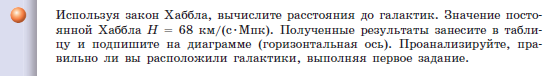 Используя закон Хаббла, вычислите расстояния до галактик. Значение посто-
янной Хаббла H = 68 км/(с·Мпк). Полученные результаты занесите в табли-
цу и подпишите на диаграмме (горизонтальная ось). Проанализируйте, пра-
вильно ли вы расположили галактики, выполняя первое задание.